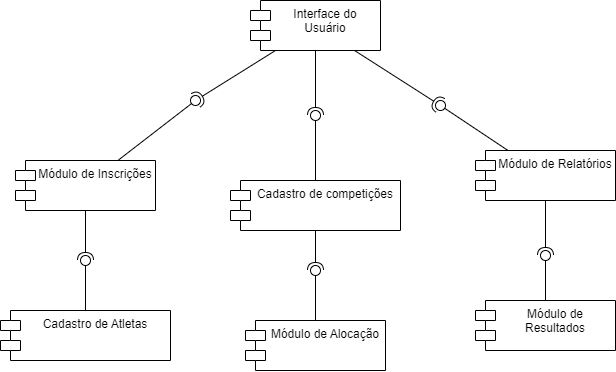 Interface do
Usuário
Módulo de Inscrições
Cadastro de competições
Módulo de Relatórios
Cadastro de Atletas
Módulo de Alocação
Módulo de
Resultados